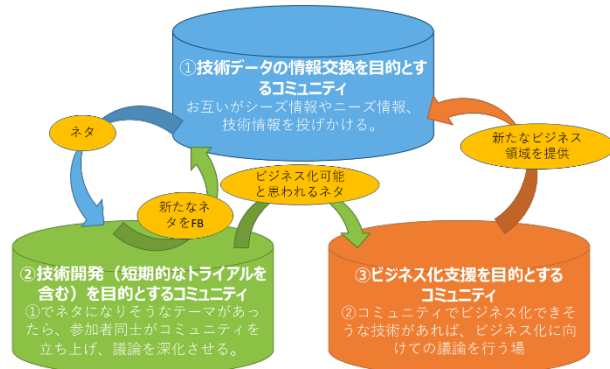 ①技術データの情報交換を目的とす
るコミュニティ
お互いがシーズ情報やニーズ情報、
技術情報を投げかける。
ネタ
新たなビジネス
領域を提供
ビジネス化可能
と思われるネタ
新たなネ
タをFB
②技術開発（短期的なトライアルを
含む）を目的とするコミュニティ
①でネタになりそうなテーマがあっ
たら、参加者同士がコミュニティを
立ち上げ、議論を深化させる。
③ビジネス化支援を目的とする
コミュニティ
②コミュニティでビジネス化できそ
うな技術があれば、ビジネス化に向
けての議論を行う場